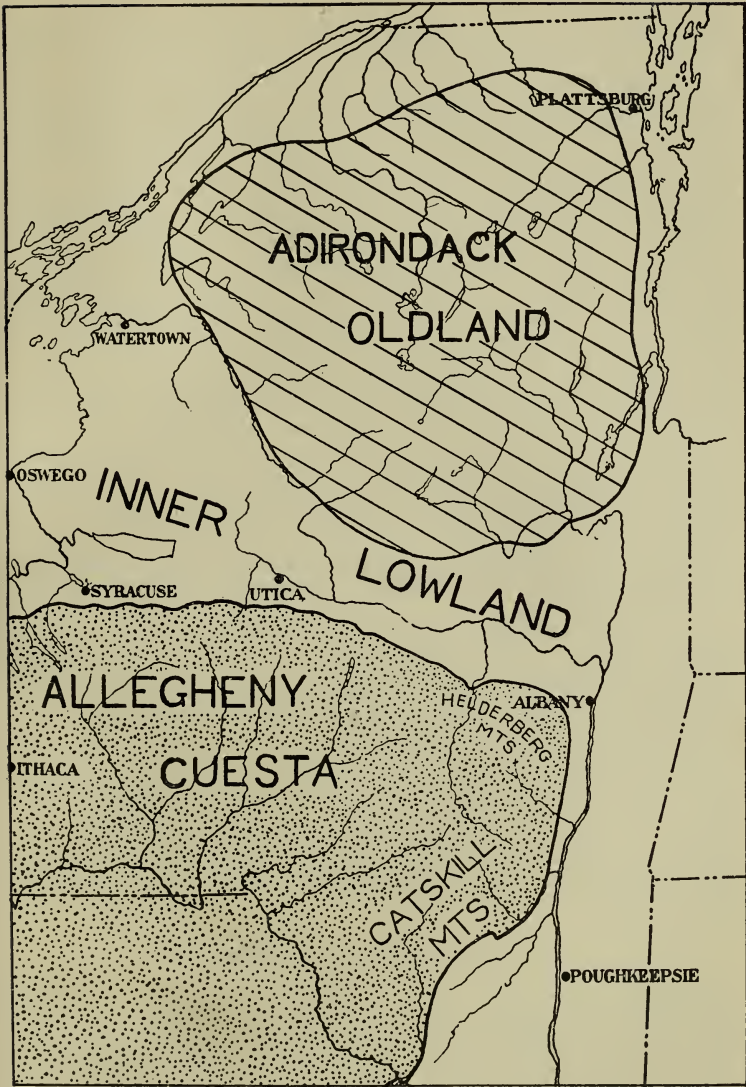 PLATTSBURG
ADIRONDACK
OLDLAND
WATERTOWN
OSWEGO
INNER
LOWLAND
SYRACUSE
UTICA
ALLEGHENY
CUESTA
HELDERBERG
MTS
ALBANY
ITHACA
CATSKILL
MTS
POUGHKEEPSIE